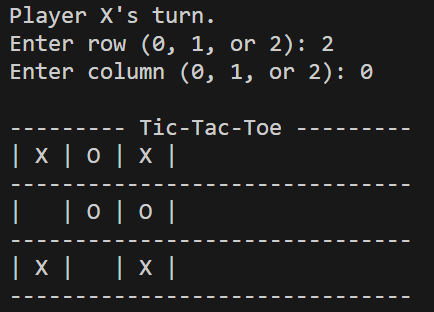 Player X's turn.
Enter row (0, 1, or 2): 2
Enter column (0, 1, or 2): 0

--------- Tic-Tac-Toe ---------
| X | O | X |
-------------------------------
|   | O | O |
-------------------------------
| X |   | X |
-------------------------------